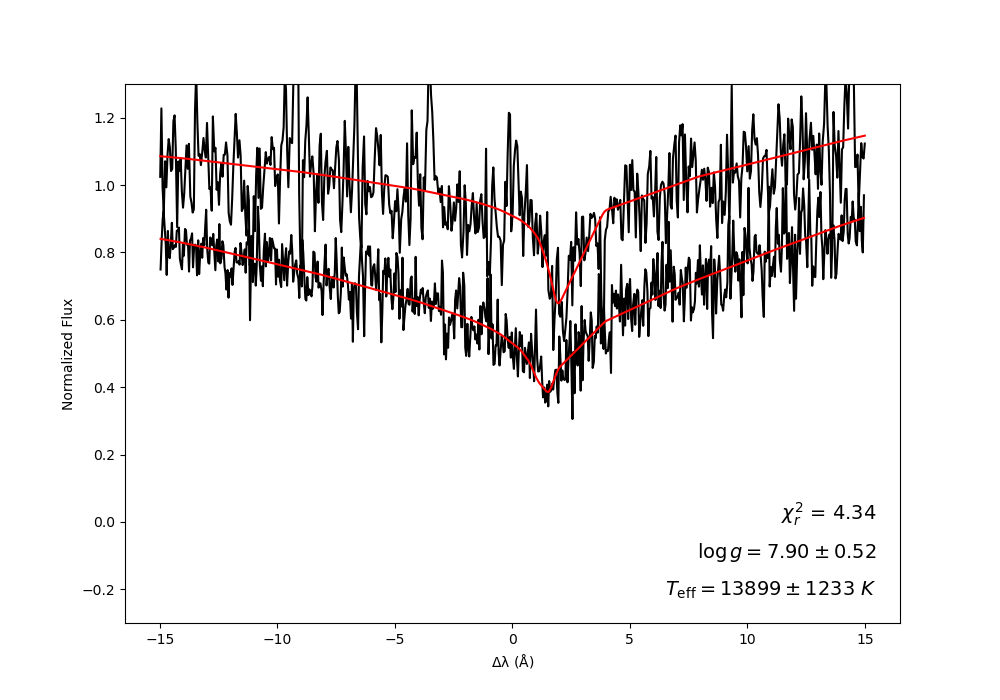 1.2
1.0
0.8
0.6
0.4
0.2
0.0
−0.2
Normalized Flux
χ²ᵣ = 4.34
log g = 7.90 ± 0.52
T_eff = 13899 ± 1233 K
−15 −10 −5 0 5 10 15
Δλ (Å)